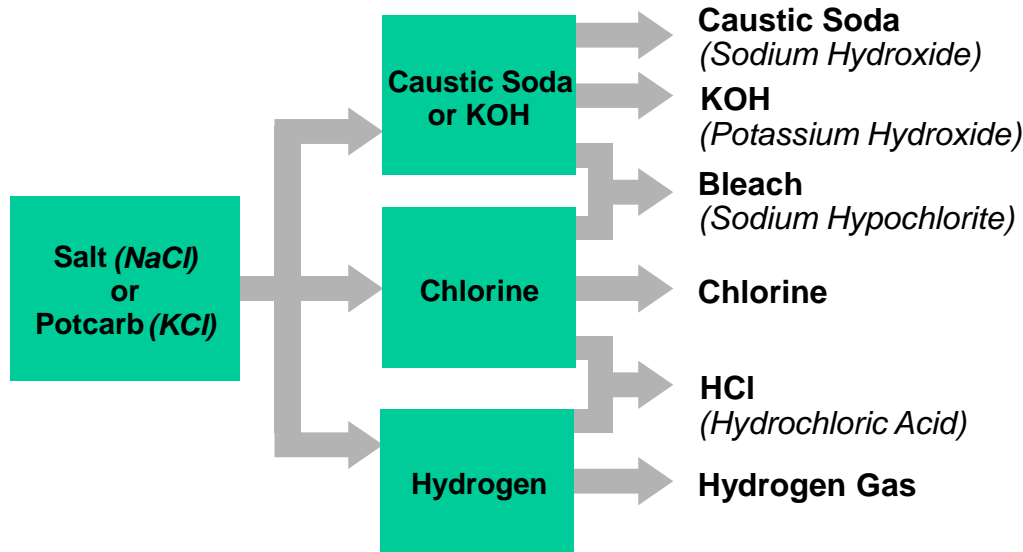 Salt (NaCl)
or
Potcarb (KCl)
Caustic Soda
or KOH
Chlorine
Hydrogen
Caustic Soda
(Sodium Hydroxide)
KOH
(Potassium Hydroxide)
Bleach
(Sodium Hypochlorite)
Chlorine
HCl
(Hydrochloric Acid)
Hydrogen Gas